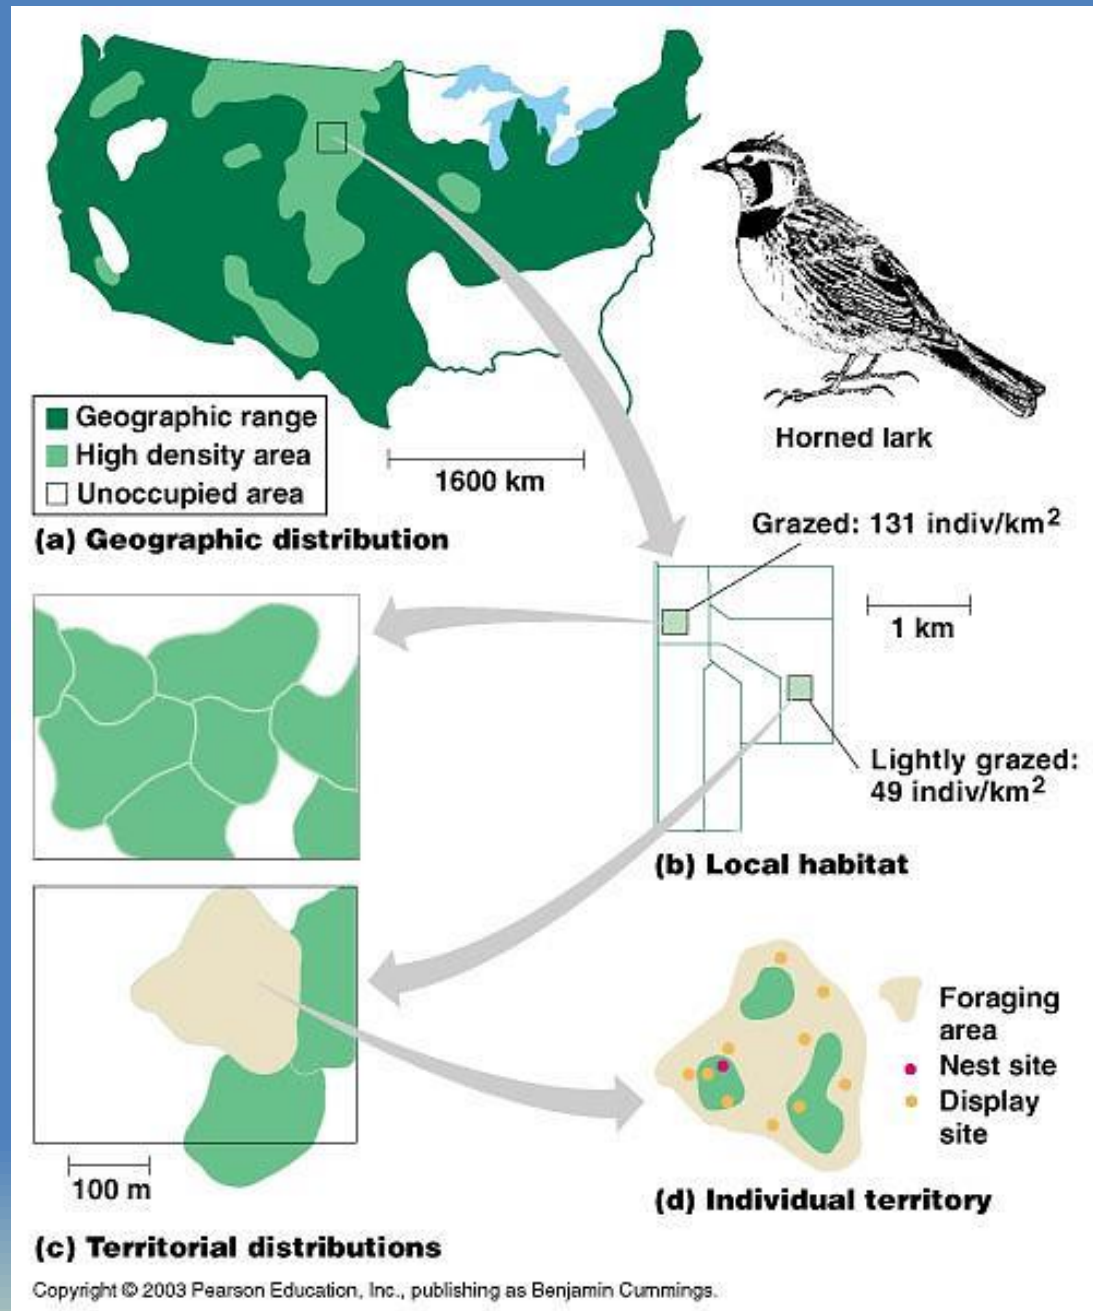 Geographic range
High density area
Unoccupied area
1600 km
(a) Geographic distribution
Horned lark
Grazed: 131 indiv/km²
1 km
Lightly grazed:
49 indiv/km²
(b) Local habitat
Foraging
area
Nest site
Display
site
(d) Individual territory
100 m
(c) Territorial distributions
Copyright © 2003 Pearson Education, Inc., publishing as Benjamin Cummings.